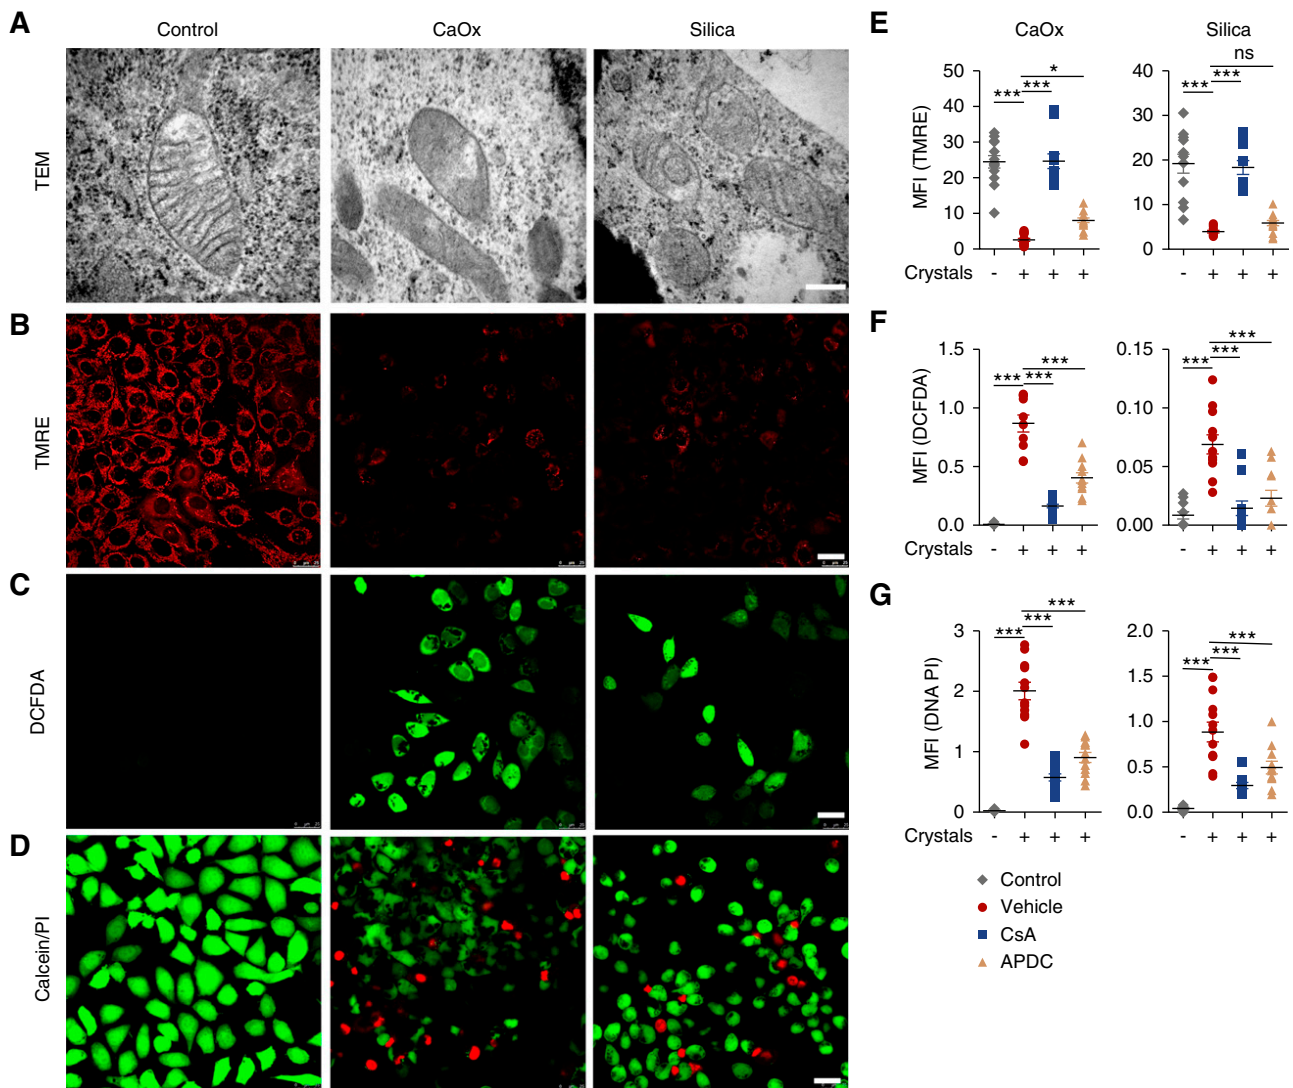 A
Control
CaOx
Silica
TEM
B
TMRE
C
DCFDA
D
Calcein/PI
E
CaOx
Silica
MFI (TMRE)
50
40
30
20
10
0
***
***
*
40
30
20
10
0
***
***
ns
Crystals - + + +
- + + +
F
MFI (DCFDA)
1.5
1.0
0.5
0.0
***
***
***
0.15
0.10
0.05
0.00
***
***
***
Crystals - + + +
- + + +
G
MFI (DNA PI)
3
2
1
0
***
***
***
2.0
1.5
1.0
0.5
0.0
***
***
***
Crystals - + + +
- + + +
Control
Vehicle
CsA
APDC